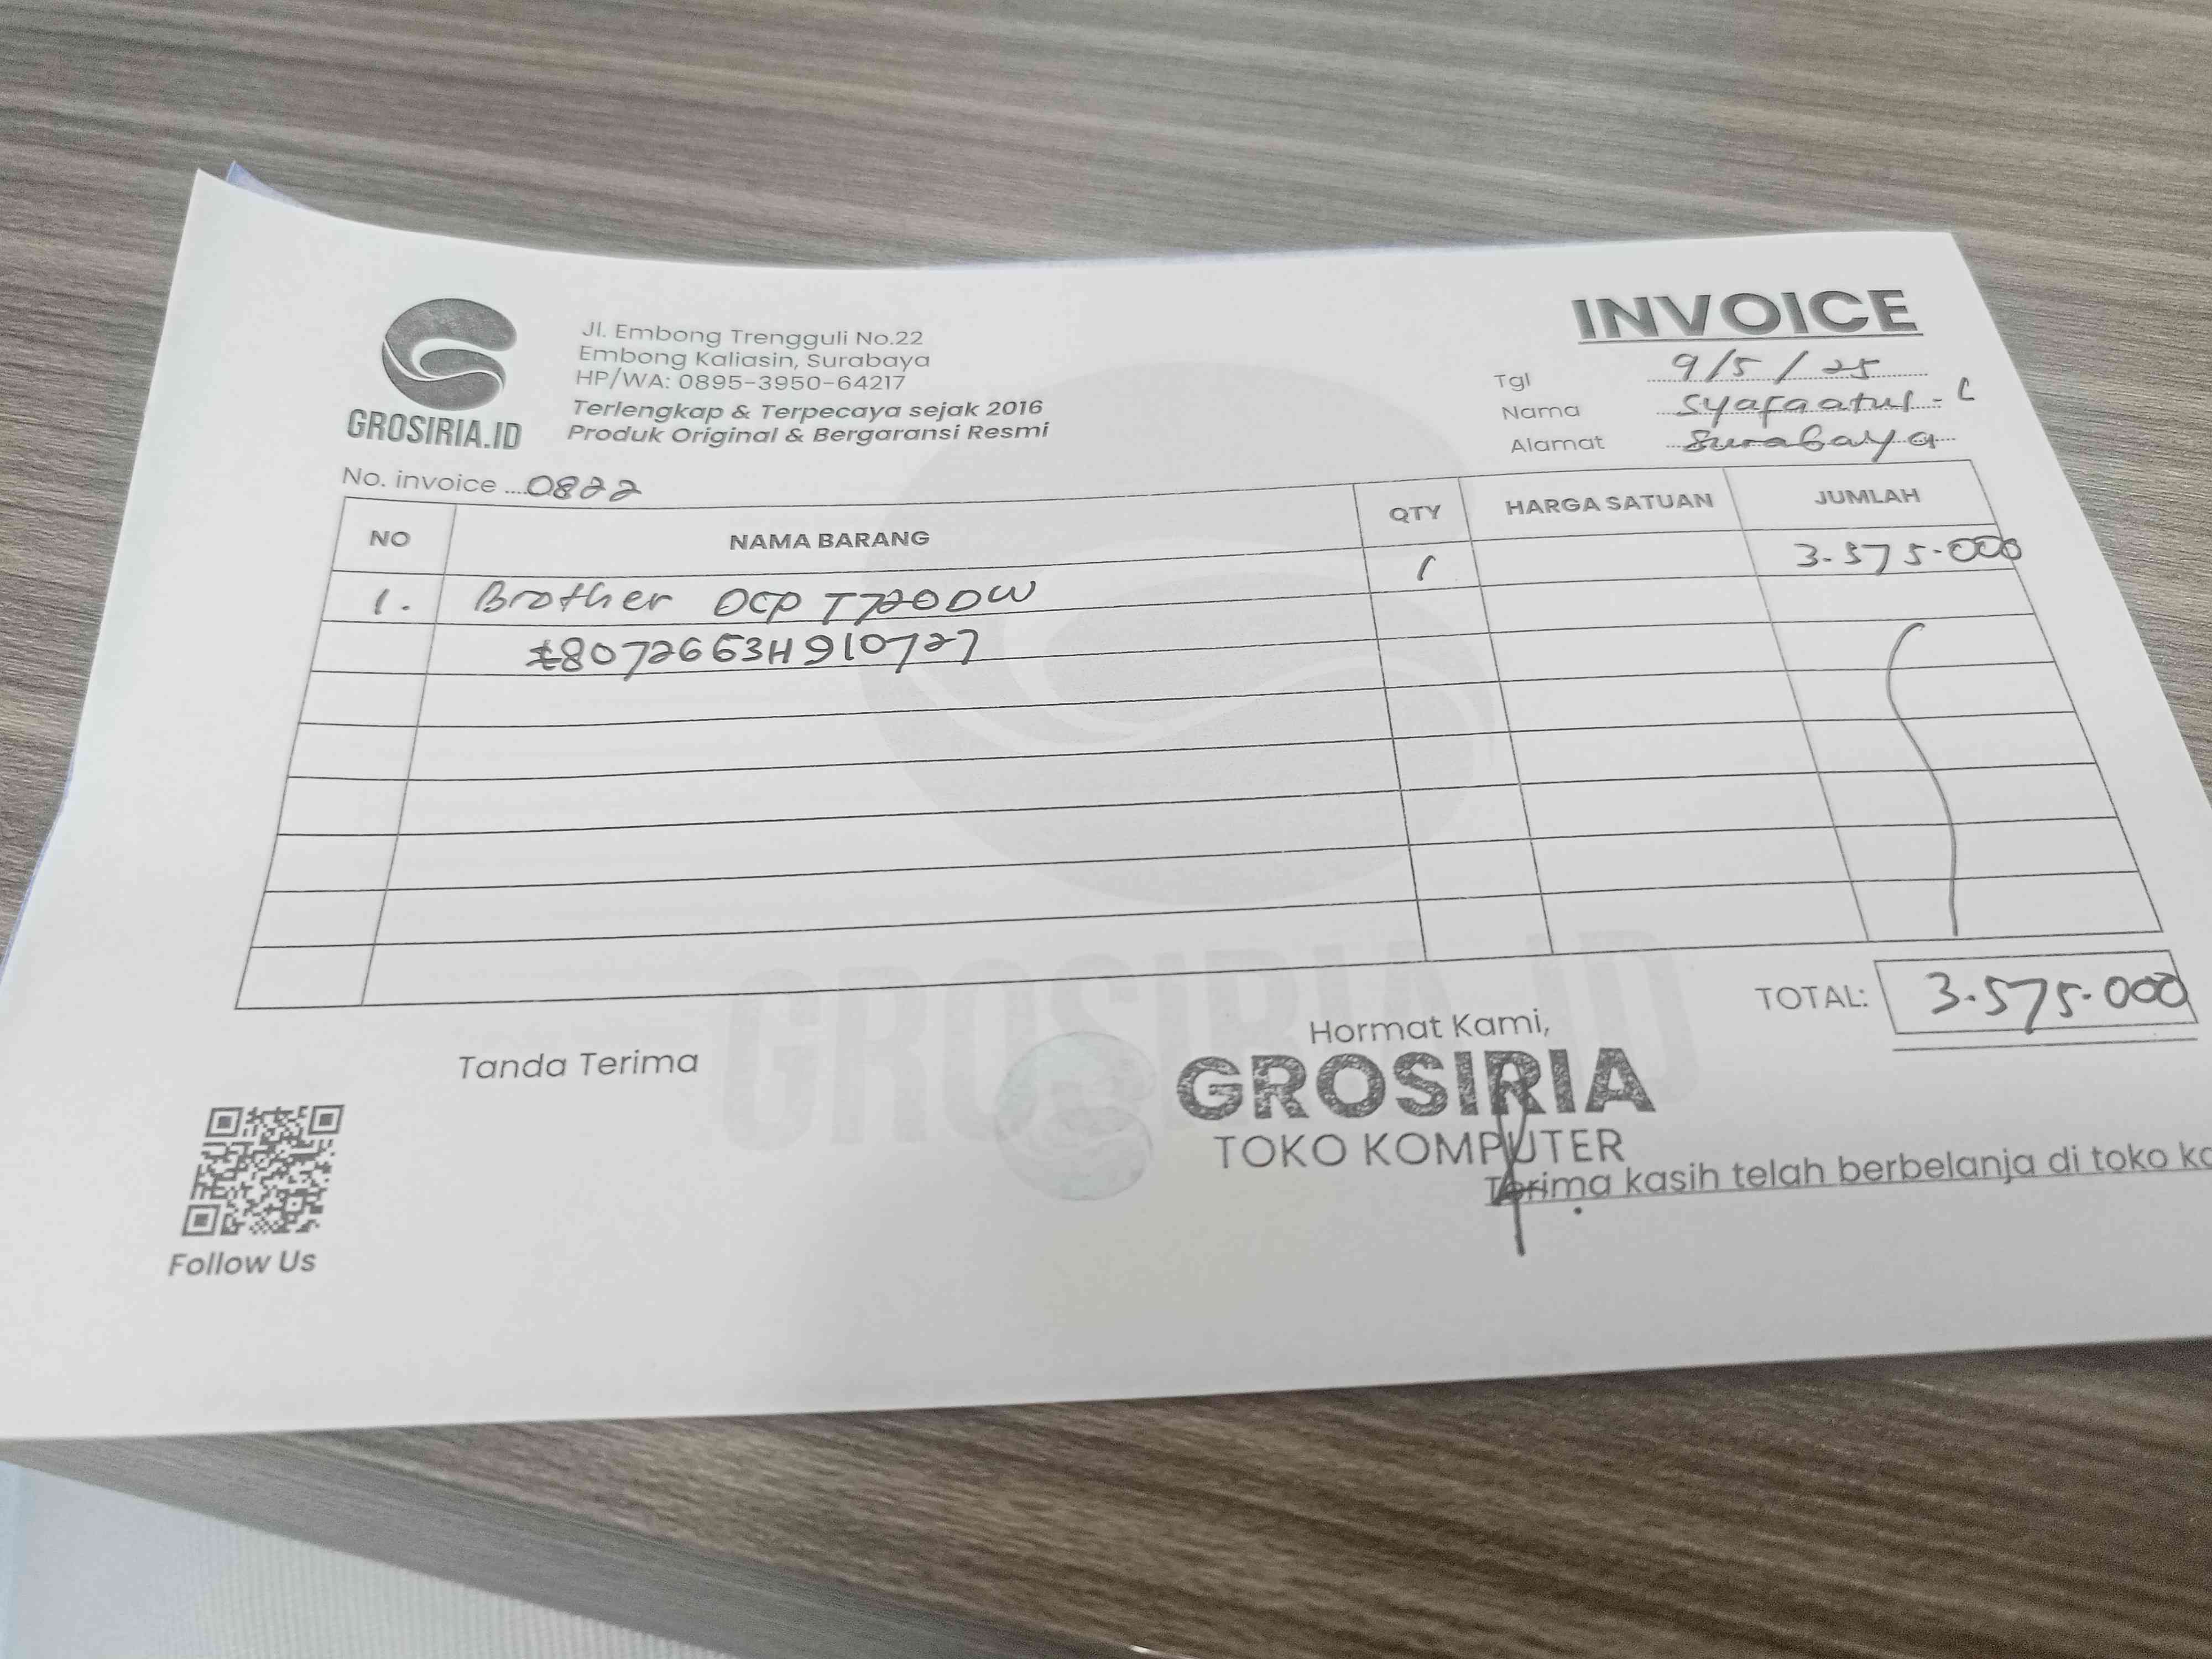 INVOICE
Jl. Embong Trengguli No.22
Embong Kaliasin, Surabaya
HP/WA: 0895-3950-64217
Terlengkap & Terpecaya sejak 2016
Produk Original & Bergaransi Resmi
GROSIRIA.ID
Tgl 9/5/25
Nama Syafaatul - L
Alamat Surabaya
No. invoice 0822
NO NAMA BARANG QTY HARGA SATUAN JUMLAH
1. Brother DCP T720DW 1 3.575.000
E8072663H910727
TOTAL: 3.575.000
Tanda Terima
Hormat Kami,
GROSIRIA.ID
GROSIRIA
TOKO KOMPUTER
Terima kasih telah berbelanja di toko
Follow Us